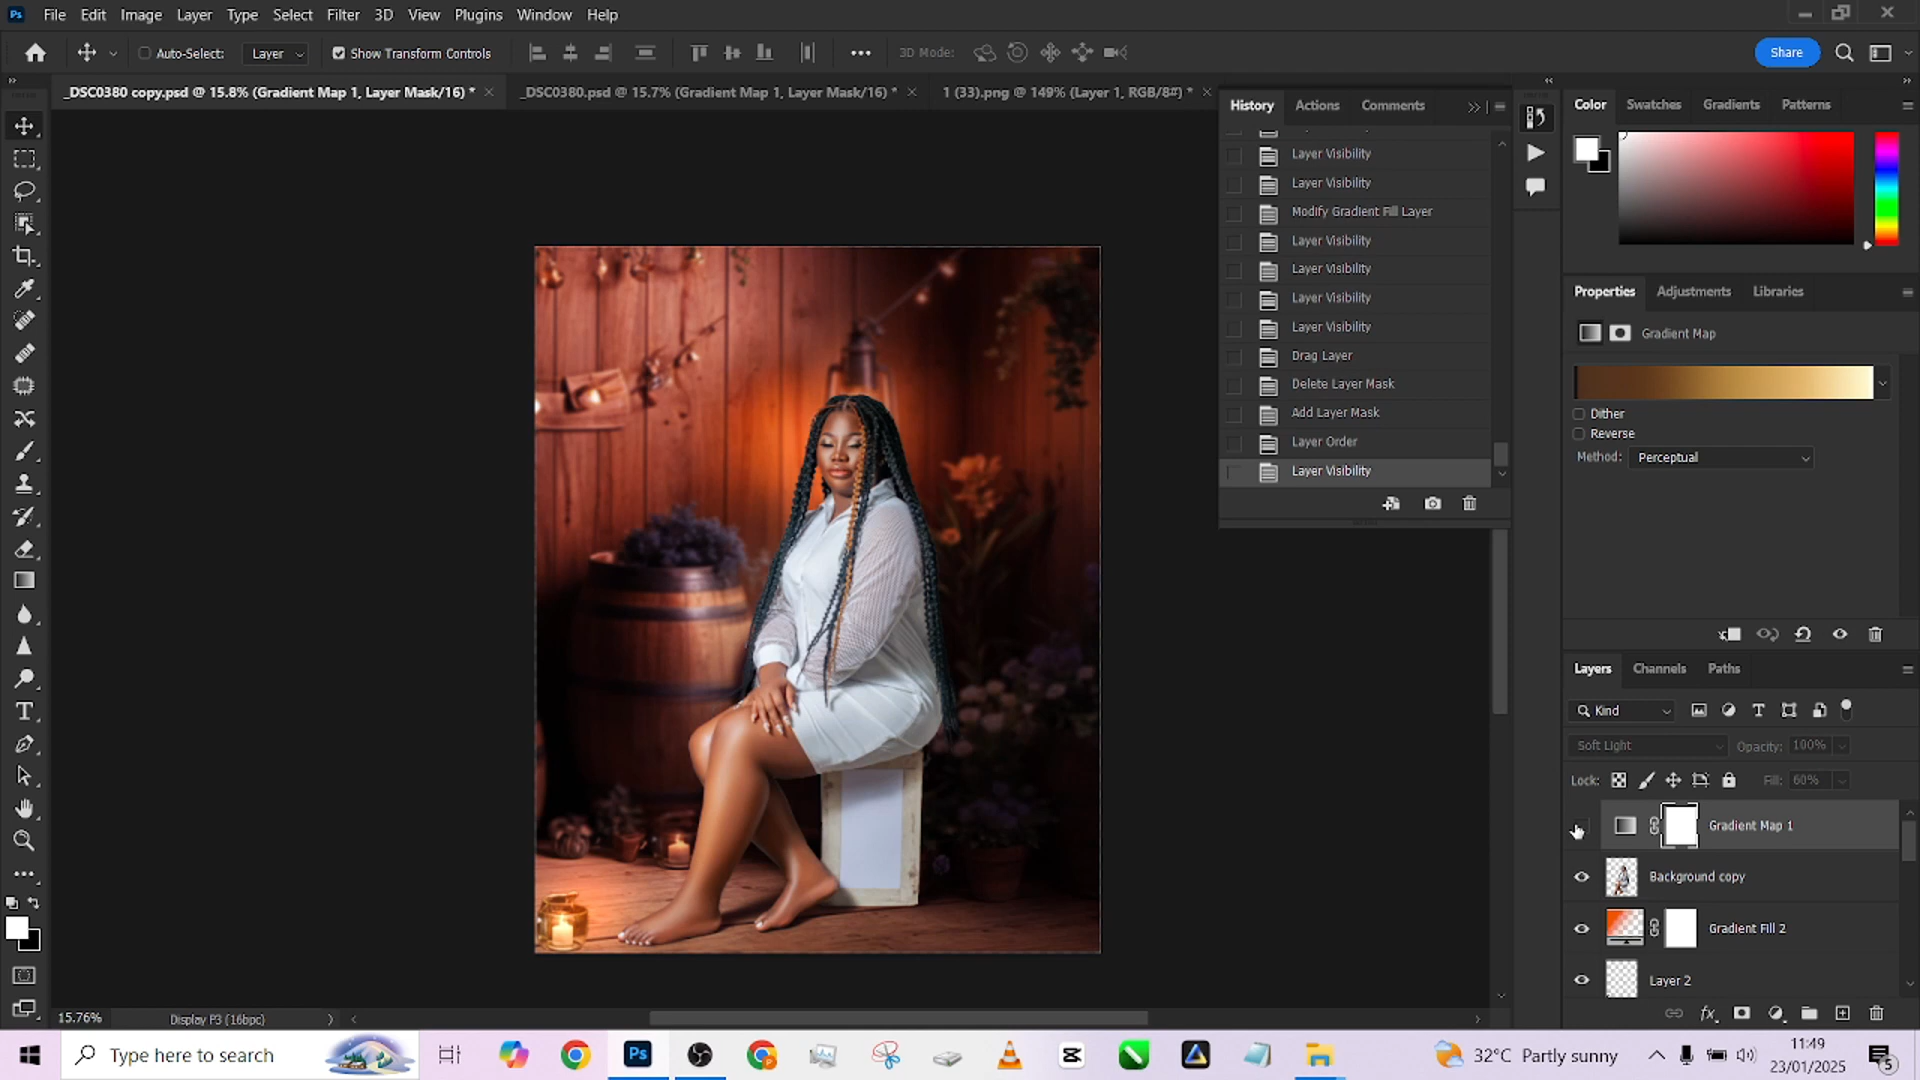 Ps File Edit Image Layer Type Select Filter 3D View Plugins Window Help
Auto-Select: Layer Show Transform Controls 3D Mode: Share
_DSC0380 copy.psd @ 15.8% (Gradient Map 1, Layer Mask/16) * _DSC0380.psd @ 15.7% (Gradient Map 1, Layer Mask/16) * 1 (33).png @ 149% (Layer 1, RGB/8#) *
History Actions Comments
Layer Visibility
Layer Visibility
Modify Gradient Fill Layer
Layer Visibility
Layer Visibility
Layer Visibility
Layer Visibility
Drag Layer
Delete Layer Mask
Add Layer Mask
Layer Order
Layer Visibility
Color Swatches Gradients Patterns
Properties Adjustments Libraries
Gradient Map
Dither
Reverse
Method: Perceptual
Layers Channels Paths
Kind
Soft Light Opacity: 100%
Lock: Fill: 60%
Gradient Map 1
Background copy
Gradient Fill 2
Layer 2
fx
15.76% Display P3 (16bpc)
Type here to search Ps 32°C Partly sunny 11:49
23/01/2025 5